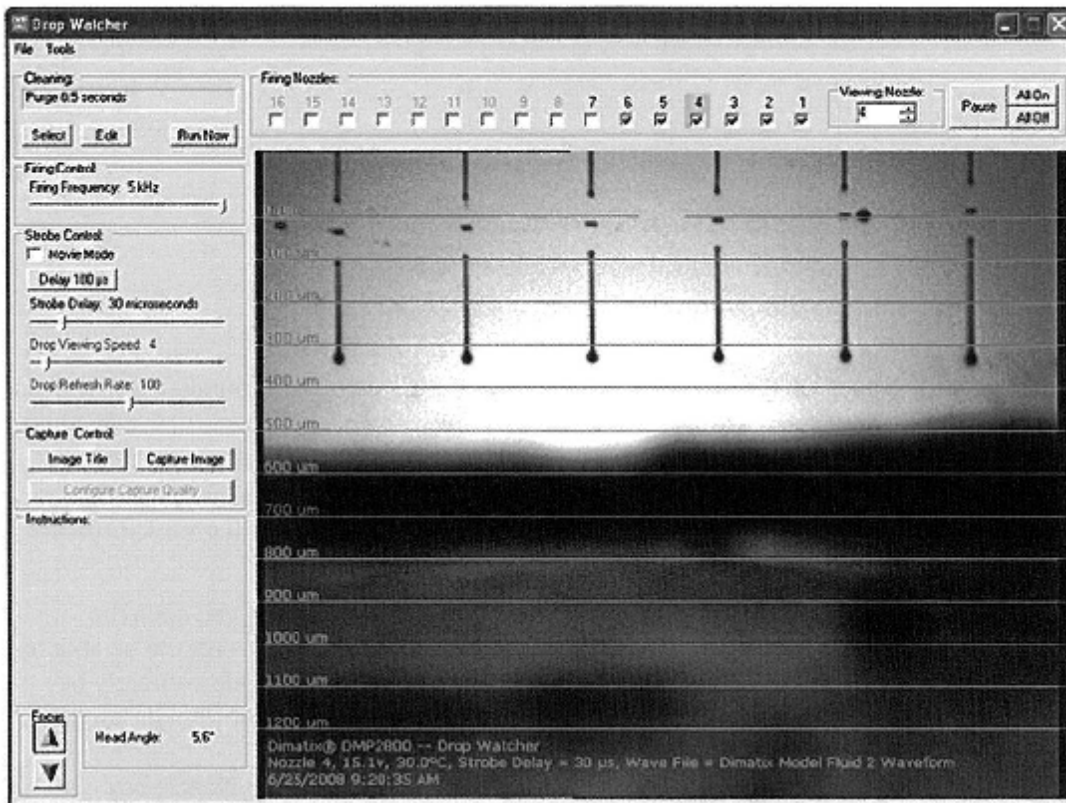 Drop Watcher
File Tools
Cleaning:
Purge 0.5 seconds
Select Edit Run Now
Firing Control:
Firing Frequency: 5 kHz
Strobe Control:
Movie Mode
Delay 100 µs
Strobe Delay: 30 microseconds
Drop Viewing Speed: 4
Drop Refresh Rate: 100
Capture Control:
Image Title Capture Image
Configure Capture Quality
Instructions:
Focus
Head Angle: 5.6°
Firing Nozzles:
16 15 14 13 12 11 10 9 8 7 6 5 4 3 2 1
Viewing Nozzle:
Pause
All On
All Off
100 um
200 um
300 um
400 um
500 um
600 um
700 um
800 um
900 um
1000 um
1100 um
1200 um
Dimatix® DMP2800 -- Drop Watcher
Nozzle 4, 15.1v, 30.0ºC, Strobe Delay = 30 µs, Wave File = Dimatix Model Fluid 2 Waveform
6/25/2008 9:20:35 AM